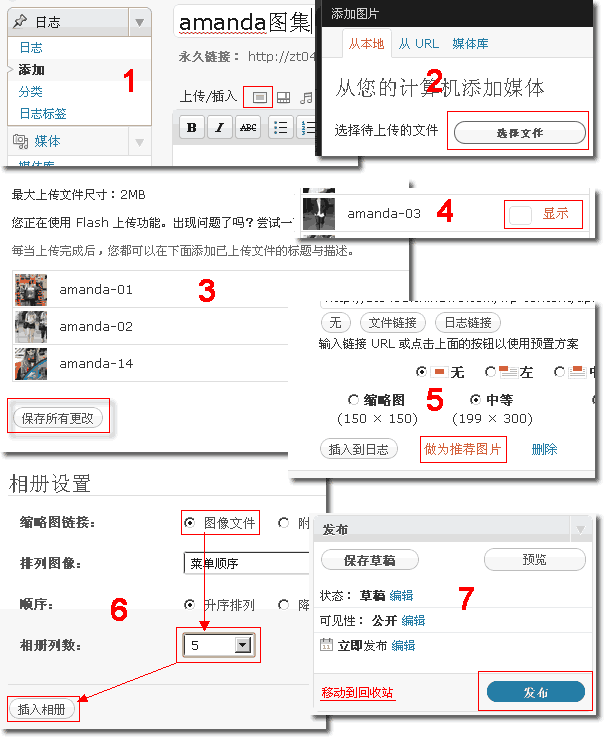 日志
日志
添加
分类
日志标签
媒体
媒体库
1
amanda图集
永久链接： http://zt04
上传/插入
B I ABC
添加图片
从本地 从 URL 媒体库
从您的计算机添加媒体
2
选择待上传的文件 选择文件
最大上传文件尺寸：2MB
您正在使用 Flash 上传功能。出现问题了吗？尝试一
每当上传完成后，您都可以在下面添加已上传文件的标题与描述。
amanda-01
3
amanda-02
amanda-14
保存所有更改
amanda-03
4
显示
无 文件链接 日志链接
输入链接 URL 或点击上面的按钮以使用预置方案
无 左 中
缩略图 中等
5
(150 × 150) (199 × 300)
插入到日志 做为推荐图片 删除
相册设置
缩略图链接： 图像文件 附
排列图像： 菜单顺序
6
顺序： 升序排列 降
相册列数： 5
插入相册
发布
保存草稿 预览
状态： 草稿 编辑
7
可见性： 公开 编辑
11 立即发布 编辑
移动到回收站 发布